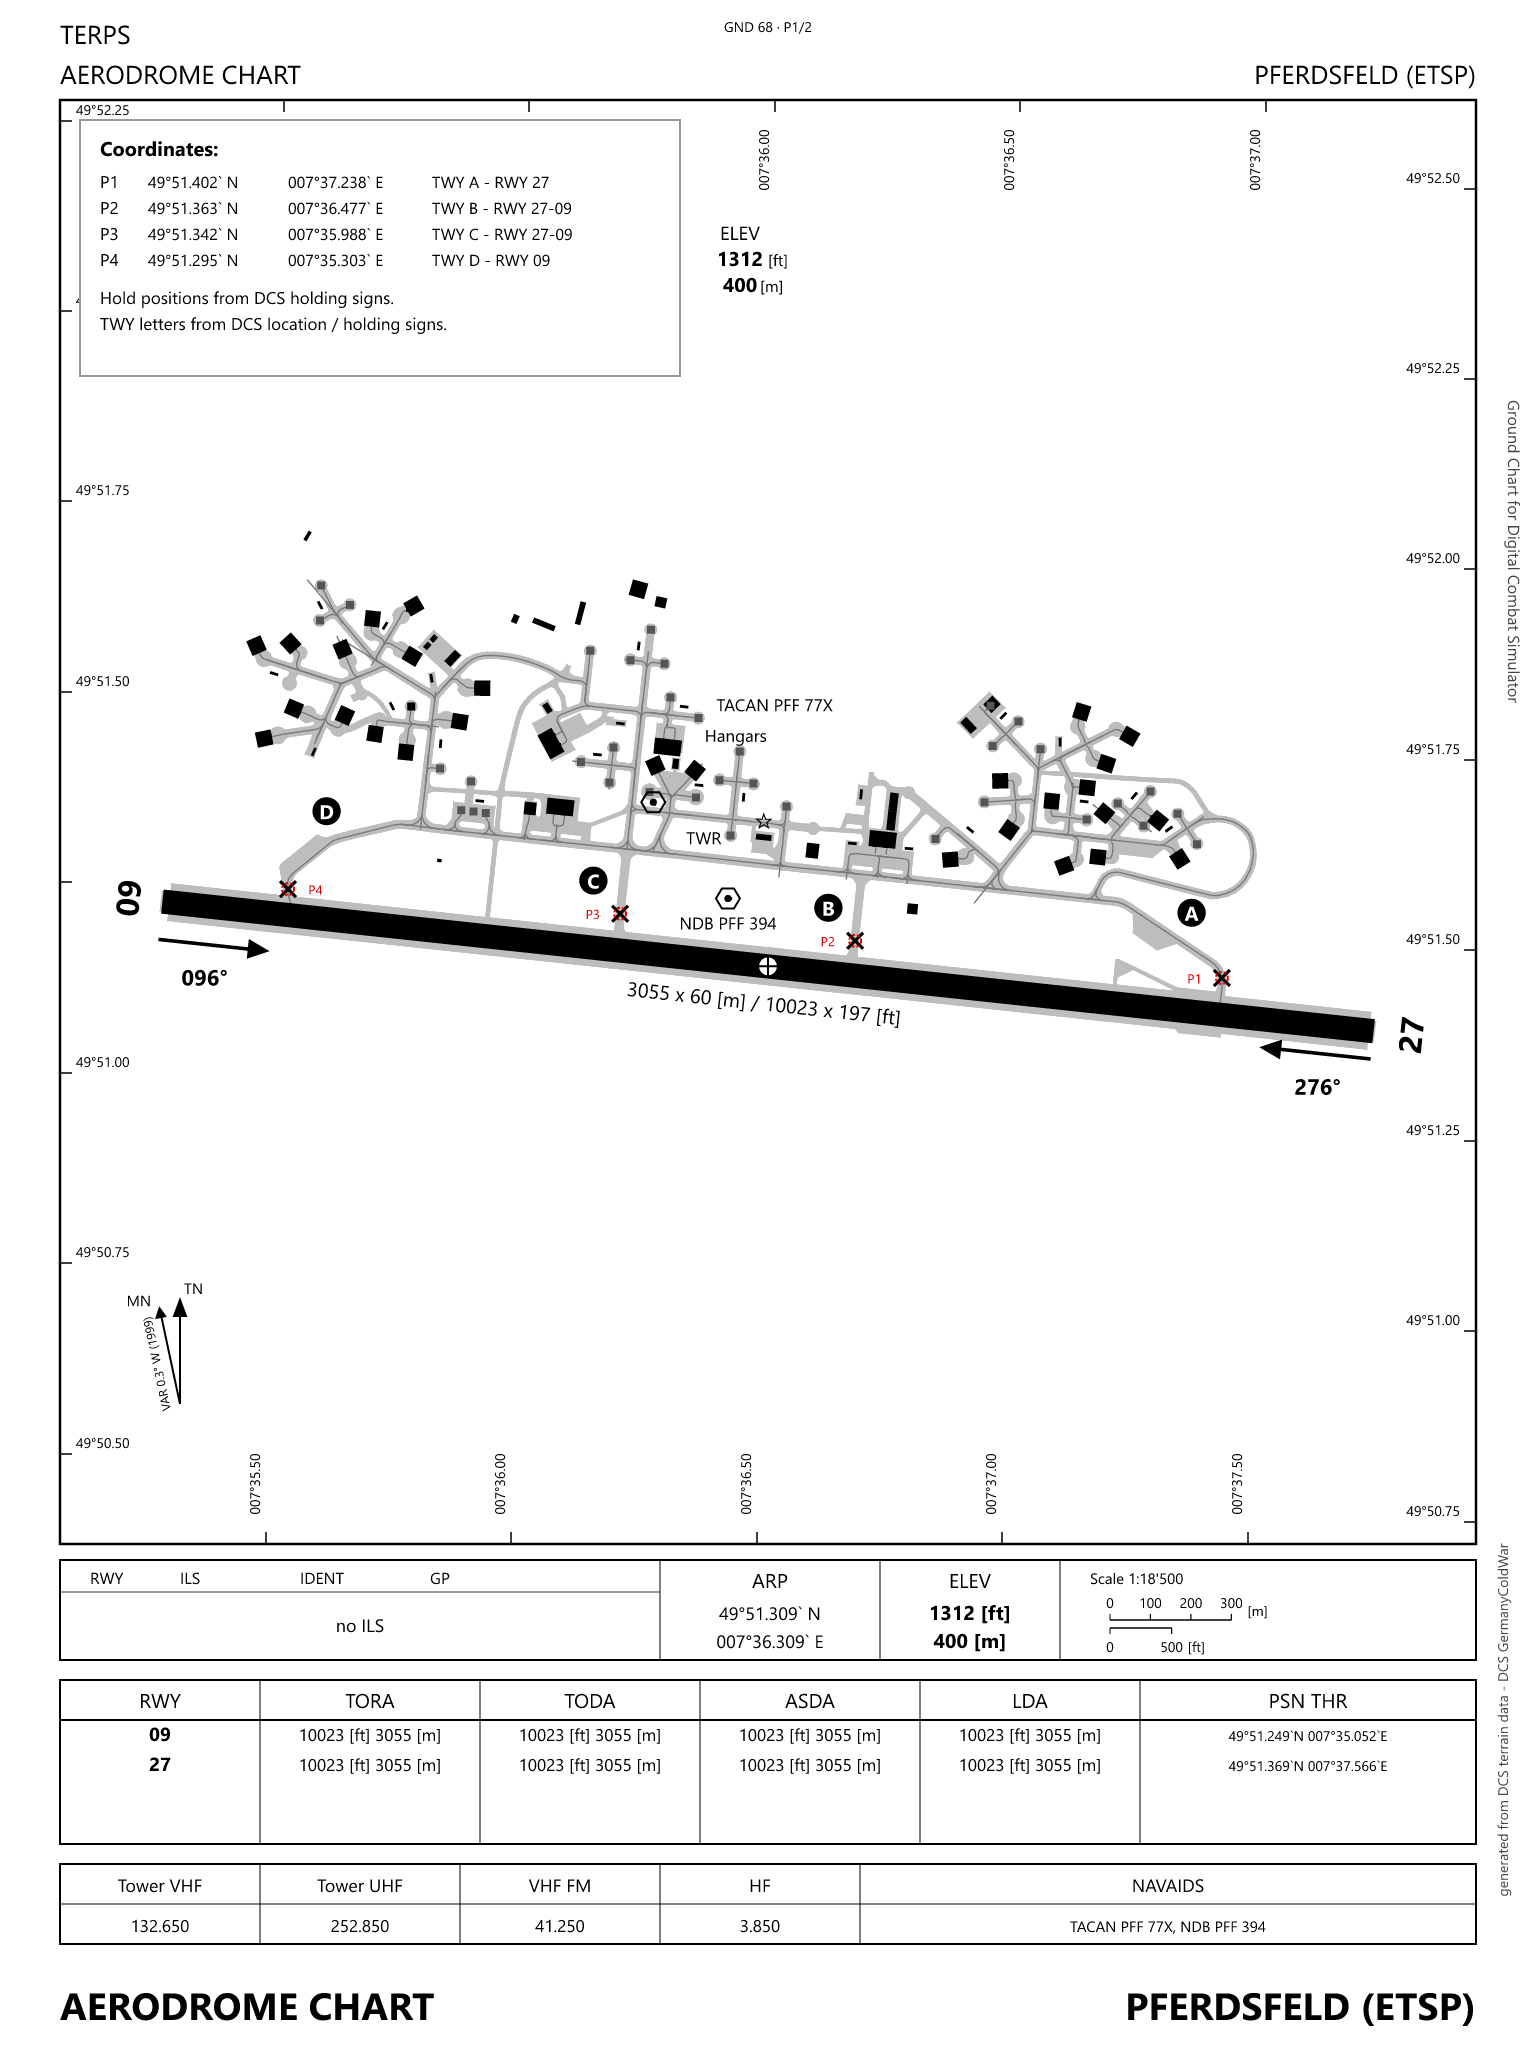 GND 68 · P1/2
TERPS
AERODROME CHART
PFERDSFELD (ETSP)
49°52.25
Coordinates:
P1 49°51.402` N 007°37.238` E TWY A - RWY 27
P2 49°51.363` N 007°36.477` E TWY B - RWY 27-09
P3 49°51.342` N 007°35.988` E TWY C - RWY 27-09
P4 49°51.295` N 007°35.303` E TWY D - RWY 09
Hold positions from DCS holding signs.
TWY letters from DCS location / holding signs.
007°36.00
007°36.50
007°37.00
49°52.50
ELEV
1312 [ft]
400 [m]
49°52.25
49°51.75
49°52.00
49°51.50
TACAN PFF 77X
Hangars
49°51.75
D
TWR
C
B
A
NDB PFF 394
P4
P3
P2
P1
09
096°
49°51.50
3055 x 60 [m] / 10023 x 197 [ft]
27
276°
49°51.00
49°51.25
49°50.75
MN
TN
VAR 0.3° W (1999)
49°51.00
49°50.50
007°35.50
007°36.00
007°36.50
007°37.00
007°37.50
49°50.75
Ground Chart for Digital Combat Simulator
generated from DCS terrain data - DCS GermanyColdWar
RWY ILS IDENT GP
no ILS
ARP
49°51.309` N
007°36.309` E
ELEV
1312 [ft]
400 [m]
Scale 1:18'500
0 100 200 300 [m]
0 500 [ft]
RWY TORA TODA ASDA LDA PSN THR
09 10023 [ft] 3055 [m] 10023 [ft] 3055 [m] 10023 [ft] 3055 [m] 10023 [ft] 3055 [m] 49°51.249`N 007°35.052`E
27 10023 [ft] 3055 [m] 10023 [ft] 3055 [m] 10023 [ft] 3055 [m] 10023 [ft] 3055 [m] 49°51.369`N 007°37.566`E
Tower VHF Tower UHF VHF FM HF NAVAIDS
132.650 252.850 41.250 3.850 TACAN PFF 77X, NDB PFF 394
AERODROME CHART
PFERDSFELD (ETSP)